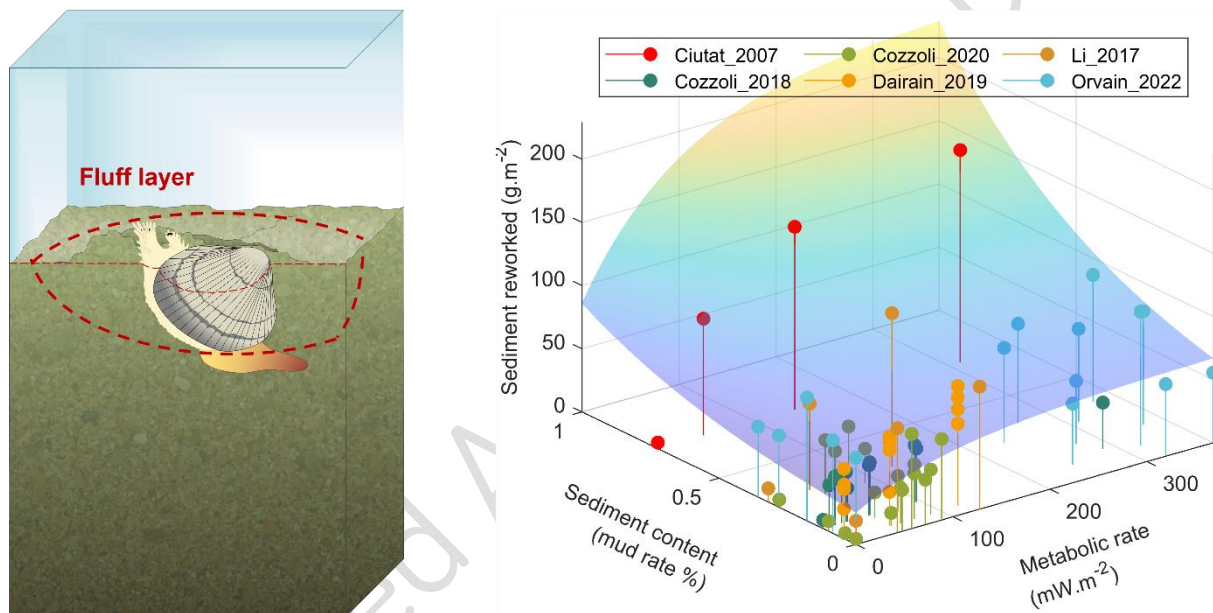 Fluff layer
Ciutat_2007
Cozzoli_2018
Cozzoli_2020
Dairain_2019
Li_2017
Orvain_2022
Sediment reworked (g.m-2)
200
150
100
50
0
1
0.5
0
Sediment content
(mud rate %)
0
100
200
300
Metabolic rate
(mW.m-2)